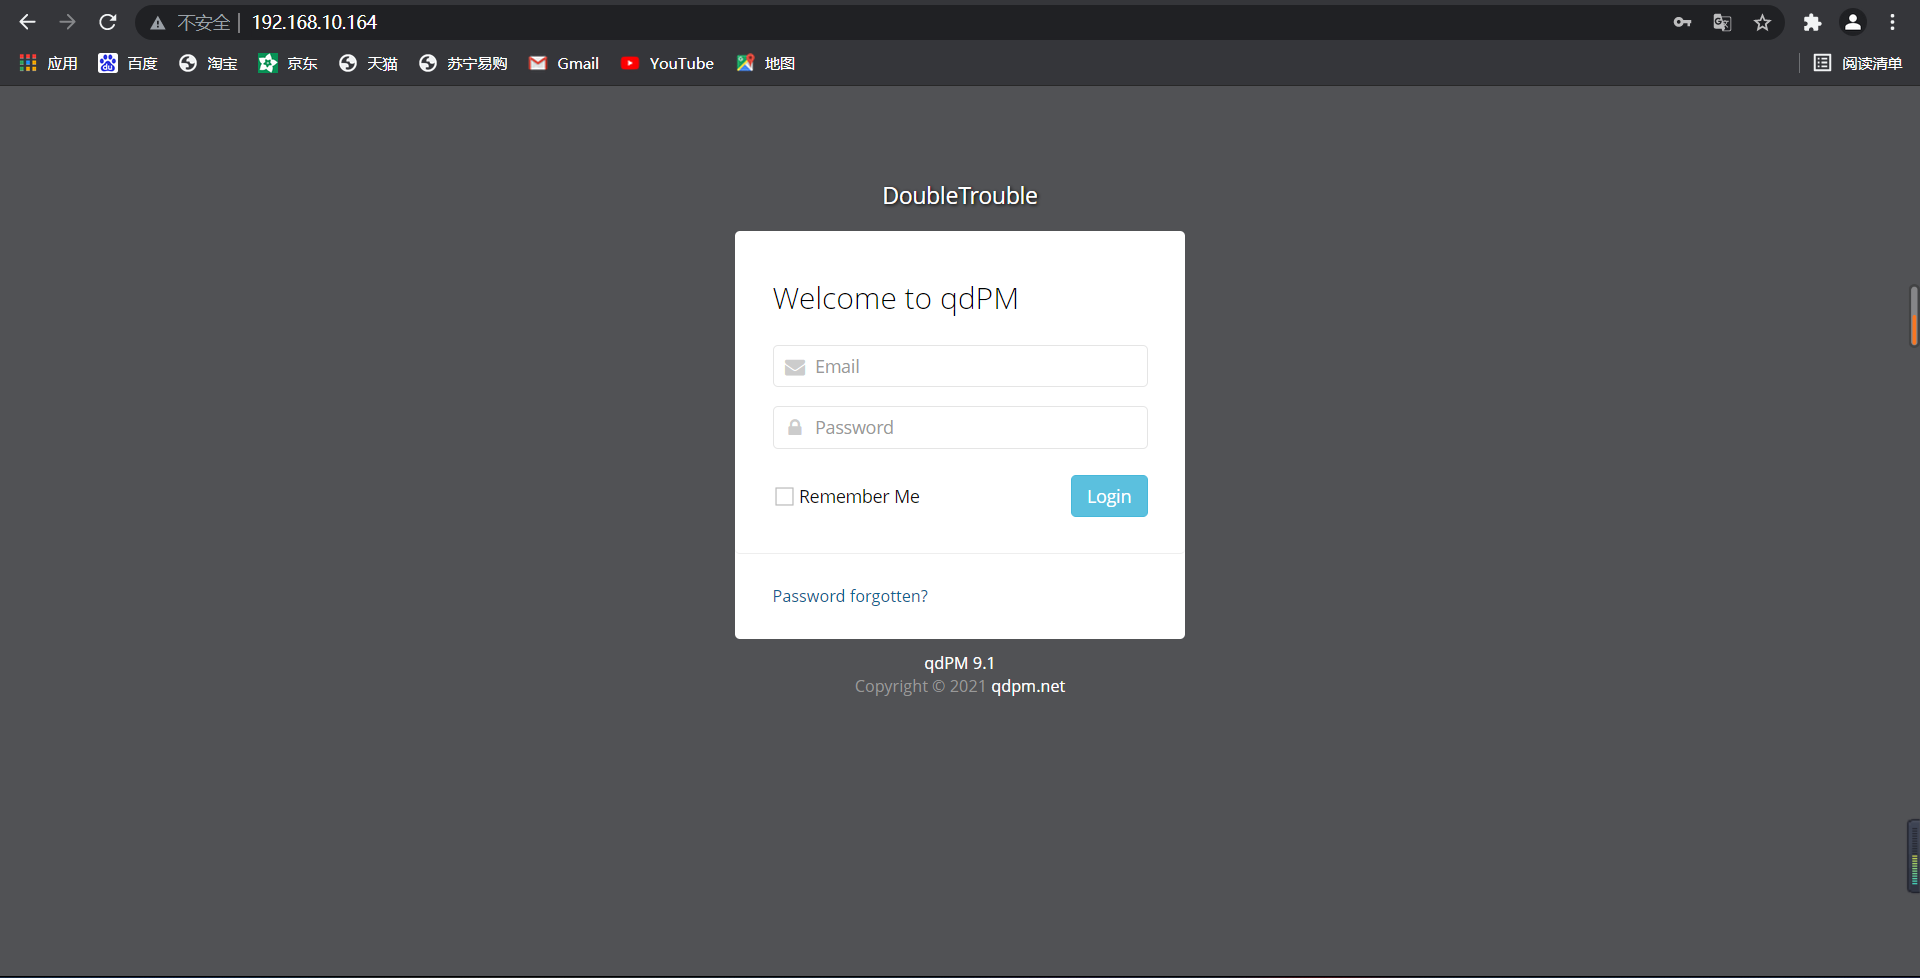 不安全 192.168.10.164
应用 百度 淘宝 京东 天猫 苏宁易购 Gmail YouTube 地图 阅读清单
DoubleTrouble
Welcome to qdPM
Email
Password
Remember Me Login
Password forgotten?
qdPM 9.1
Copyright © 2021 qdpm.net